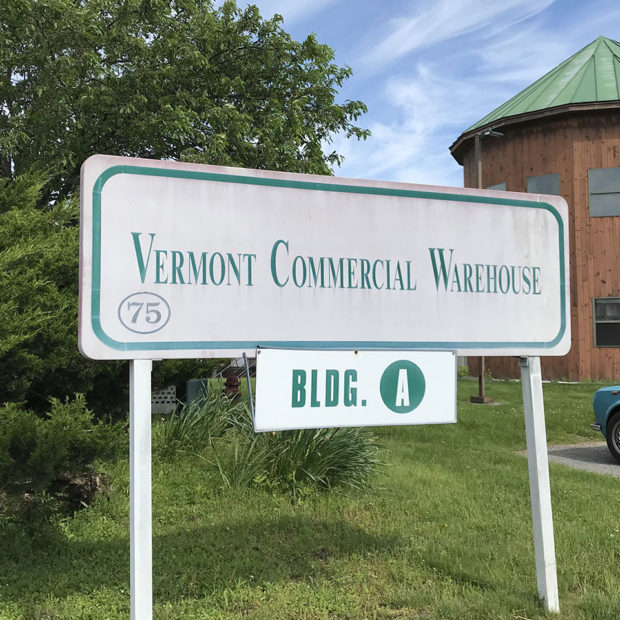 VERMONT COMMERCIAL WAREHOUSE
75
BLDG. A